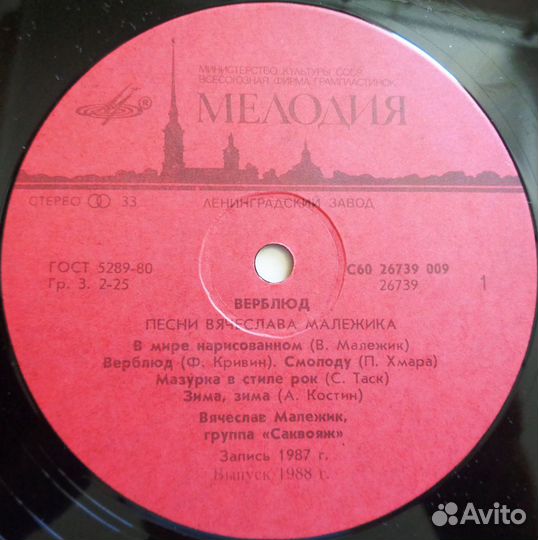 МИНИСТЕРСТВО КУЛЬТУРЫ СССР
ВСЕСОЮЗНАЯ ФИРМА ГРАМПЛАСТИНОК
®
МЕЛОДИЯ
СТЕРЕО 33
ЛЕНИНГРАДСКИЙ ЗАВОД
ГОСТ 5289-80
Гр. 3. 2-25
С60 26739 009
26739
1
ВЕРБЛЮД
ПЕСНИ ВЯЧЕСЛАВА МАЛЕЖИКА
В мире нарисованном (В. Малежик)
Верблюд (Ф. Кривин). Смолоду (П. Хмара)
Мазурка в стиле рок (С. Таск)
Зима, зима (А. Костин)
Вячеслав Малежик,
группа «Саквояж»
Запись 1987 г.
Выпуск 1988 г.
Avito